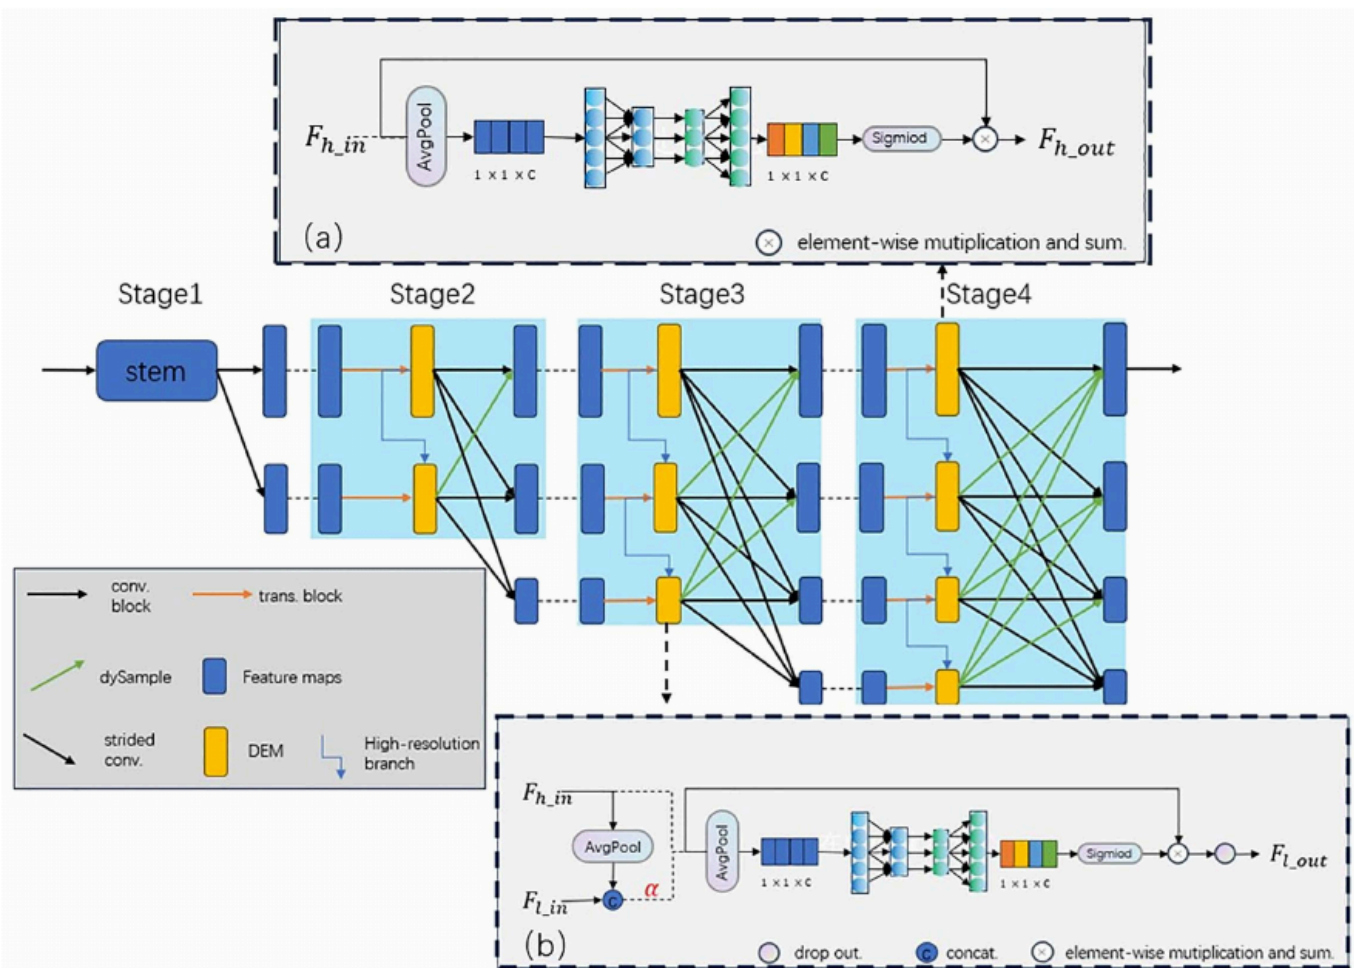 F_h_in
AvgPool
1 × 1 × C
1 × 1 × C
Sigmiod
×
F_h_out
(a)
× element-wise mutiplication and sum.
Stage1
Stage2
Stage3
Stage4
stem
conv.
block
trans. block
dySample
Feature maps
strided
conv.
DEM
High-resolution
branch
F_h_in
AvgPool
F_l_in
C
α
AvgPool
1 × 1 × C
1 × 1 × C
Sigmiod
×
F_l_out
(b)
drop out.
C concat.
× element-wise mutiplication and sum.